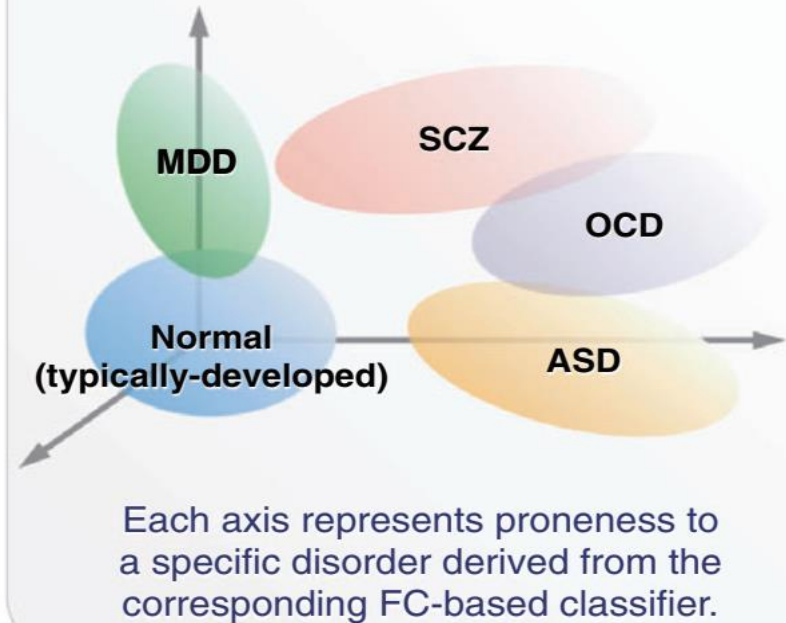 SCZ
MDD
OCD
Normal
(typically-developed)
ASD
Each axis represents proneness to
a specific disorder derived from the
corresponding FC-based classifier.